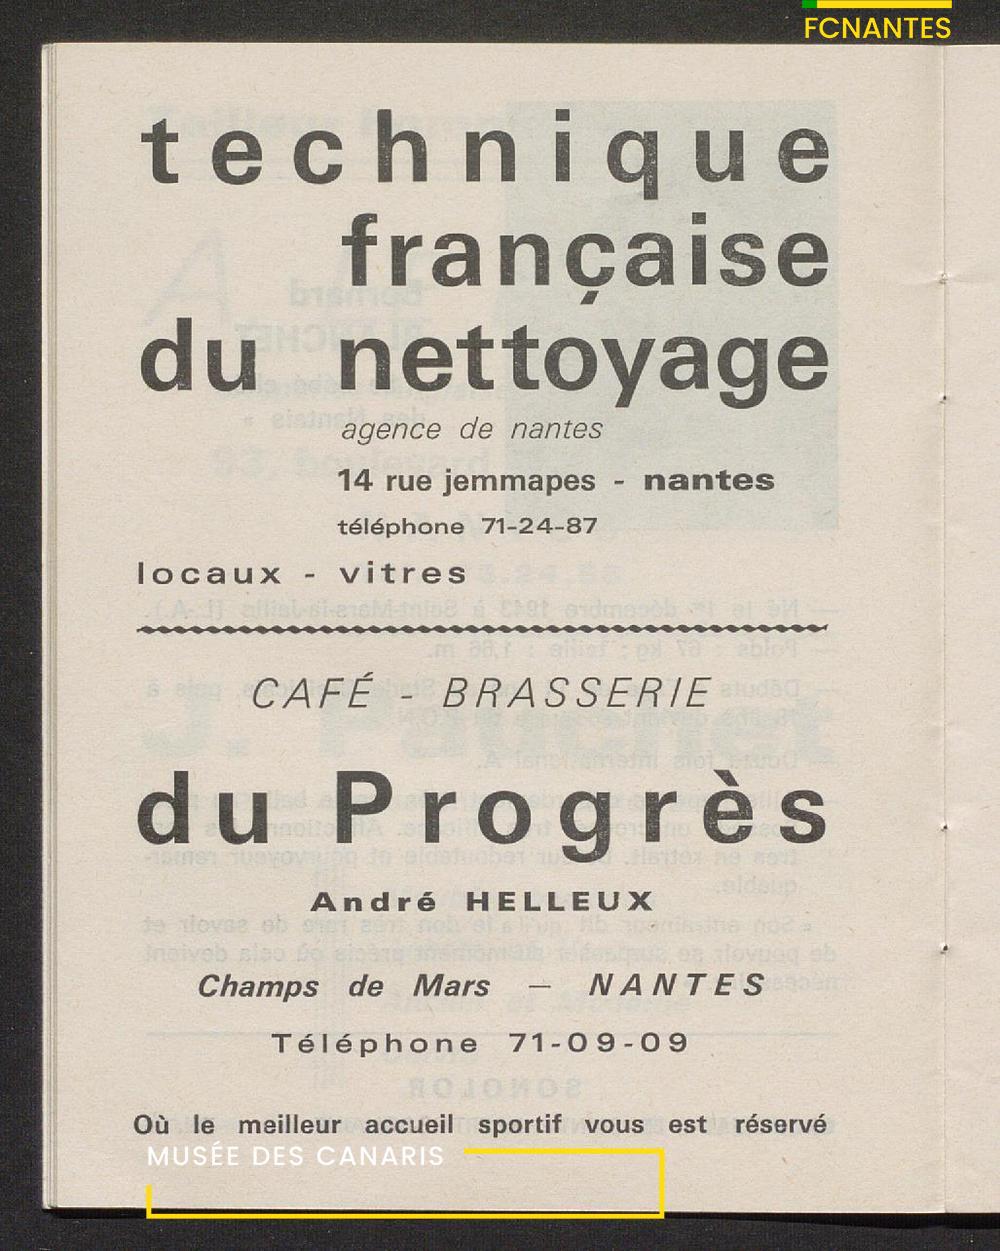 FCNANTES
technique
française
du nettoyage
agence de nantes
14 rue jemmapes - nantes
téléphone 71-24-87
locaux - vitres
CAFÉ - BRASSERIE
du Progrès
André HELLEUX
Champs de Mars — NANTES
Téléphone 71-09-09
Où le meilleur accueil sportif vous est réservé
MUSÉE DES CANARIS